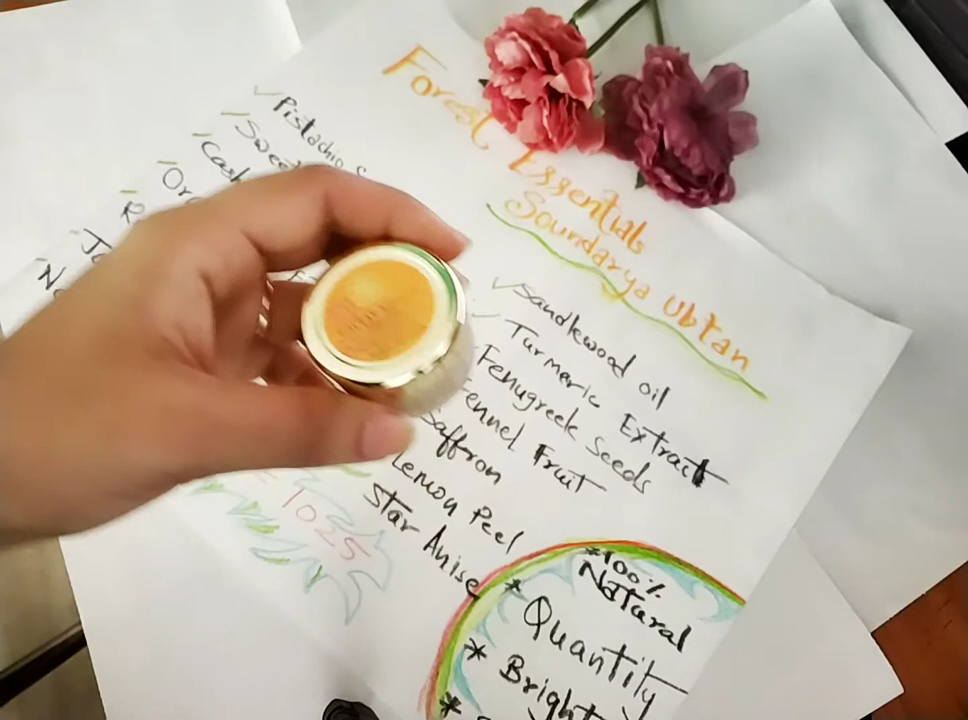 Forest Essentials
Soundarya Ubtan
Pistachio
Sandlewood oil
Turmeric Extract
Fenugreek Seeds
Fennel Fruit
Saffron
Lemon Peel
Star Anise
1025
*100%
Natural
* Quantity
* Bright
*